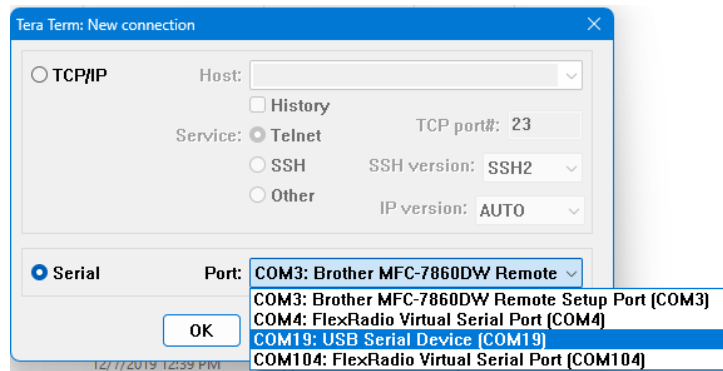 Tera Term: New connection
TCP/IP Host:
History
Service: Telnet TCP port#: 23
SSH SSH version: SSH2
Other IP version: AUTO
Serial Port: COM3: Brother MFC-7860DW Remote
COM3: Brother MFC-7860DW Remote Setup Port (COM3)
COM4: FlexRadio Virtual Serial Port (COM4)
OK
COM19: USB Serial Device (COM19)
COM104: FlexRadio Virtual Serial Port (COM104)
12/7/2019 12:39 PM